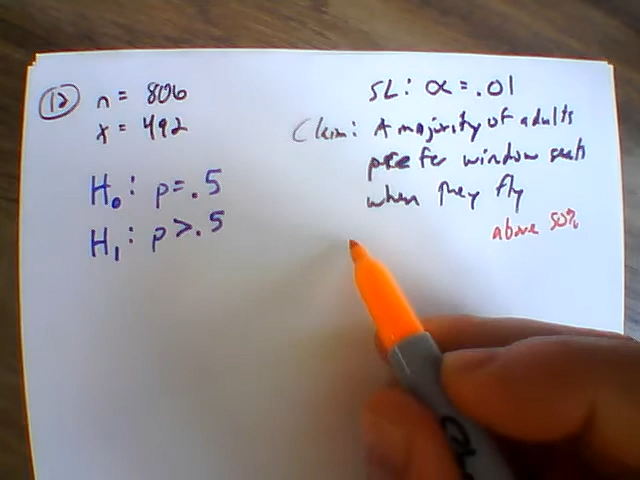 12 n = 806
x = 492
H₀: p = .5
H₁: p > .5
SL: α = .01
Claim: A majority of adults
prefer window seats
when they fly
above 50%